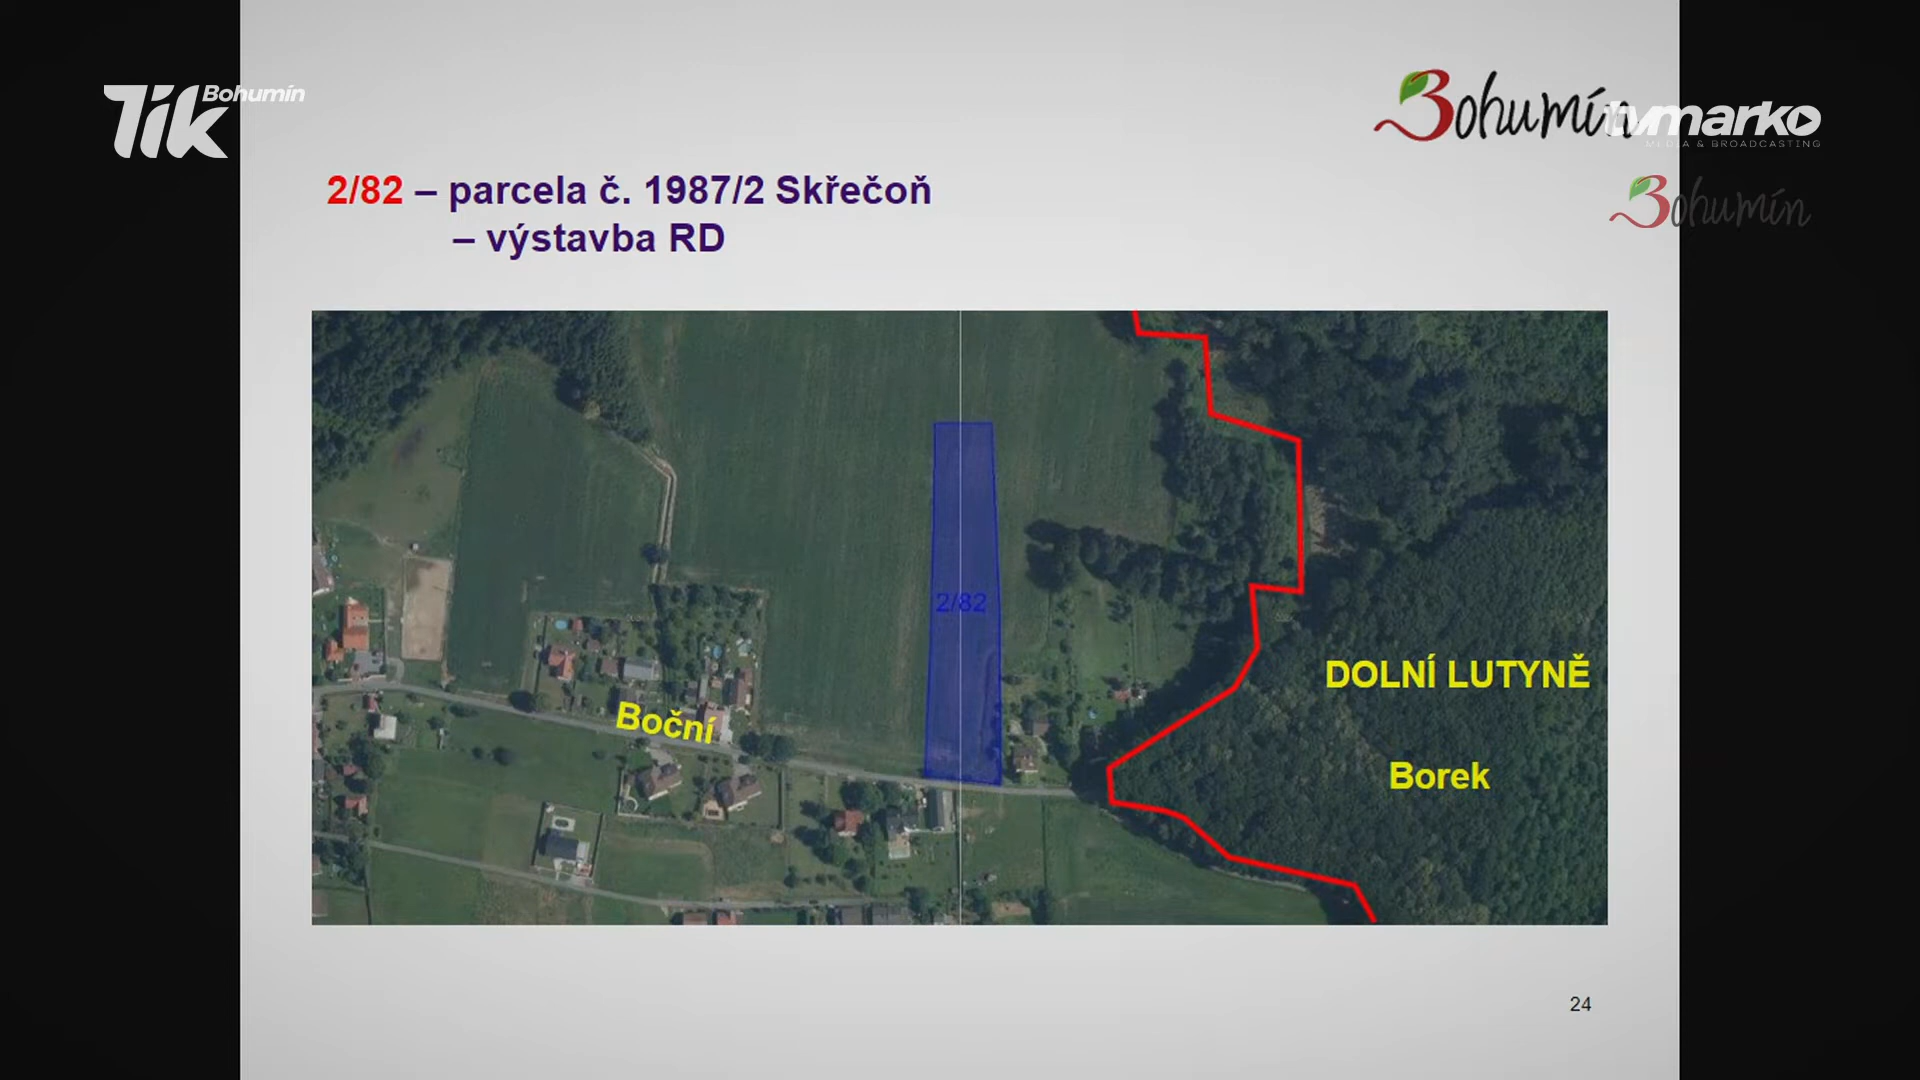 Tik Bohumín
Bohumín
tvmarko
MEDIA & BROADCASTING
Bohumín
2/82 – parcela č. 1987/2 Skřečoň
– výstavba RD
2/82
DOLNÍ LUTYNĚ
Boční
Borek
24